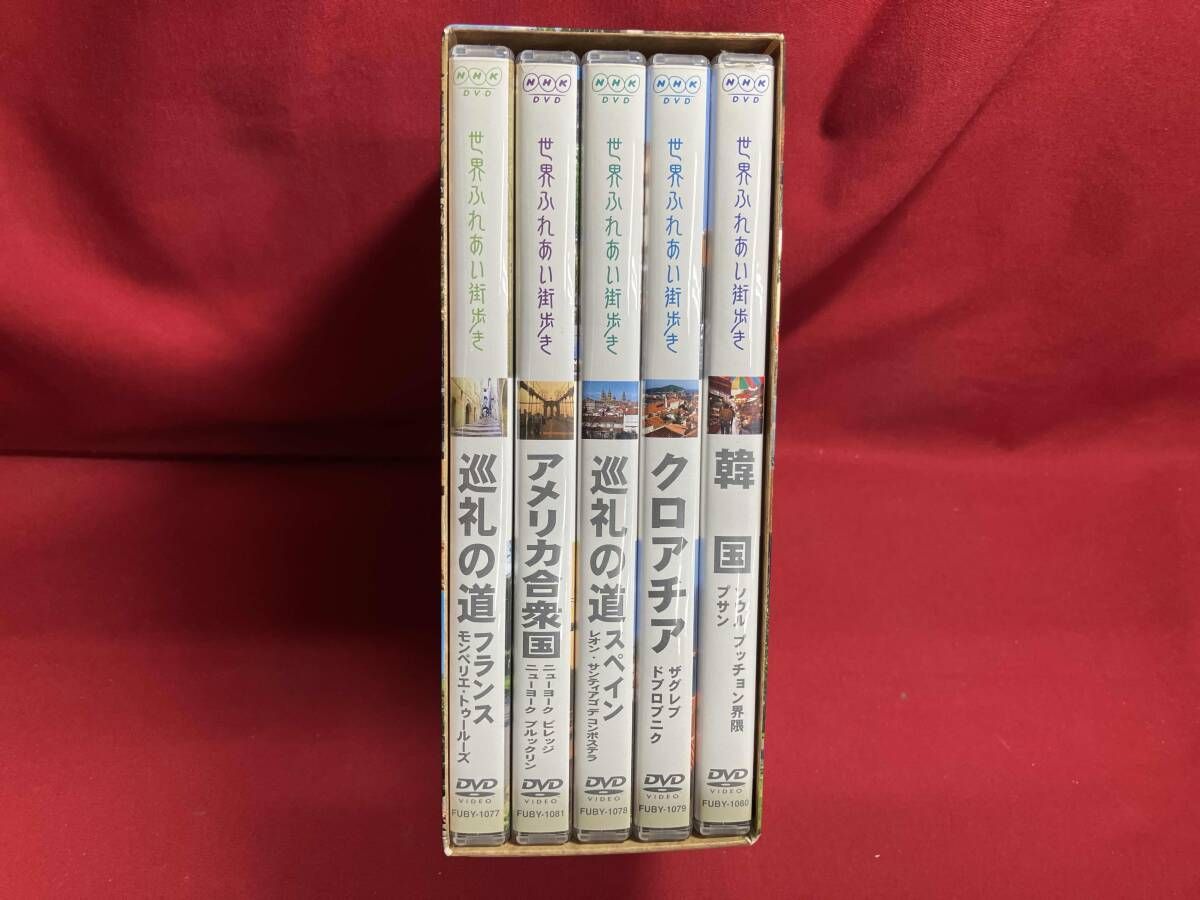 NHK
DVD
世界ふれあい街歩き
巡礼の道
フランス
モンペリエ・トゥールーズ
DVD
VIDEO
FUBY-1077
NHK
DVD
世界ふれあい街歩き
アメリカ合衆国
ニューヨーク ビレッジ
ニューヨーク ブルックリン
DVD
VIDEO
FUBY-1081
NHK
DVD
世界ふれあい街歩き
巡礼の道
スペイン
レオン・サンティアゴデコンポステラ
DVD
VIDEO
FUBY-1078
NHK
DVD
世界ふれあい街歩き
クロアチア
ザグレブ
ドブロブニク
DVD
VIDEO
FUBY-1079
NHK
DVD
世界ふれあい街歩き
韓国
ソウル プッチョン界隈
プサン
DVD
VIDEO
FUBY-1080